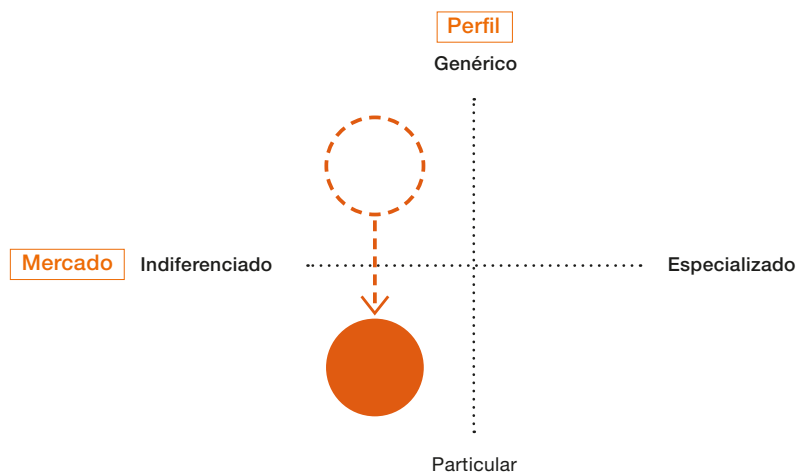 Perfil
Genérico
Mercado Indiferenciado Especializado
Particular